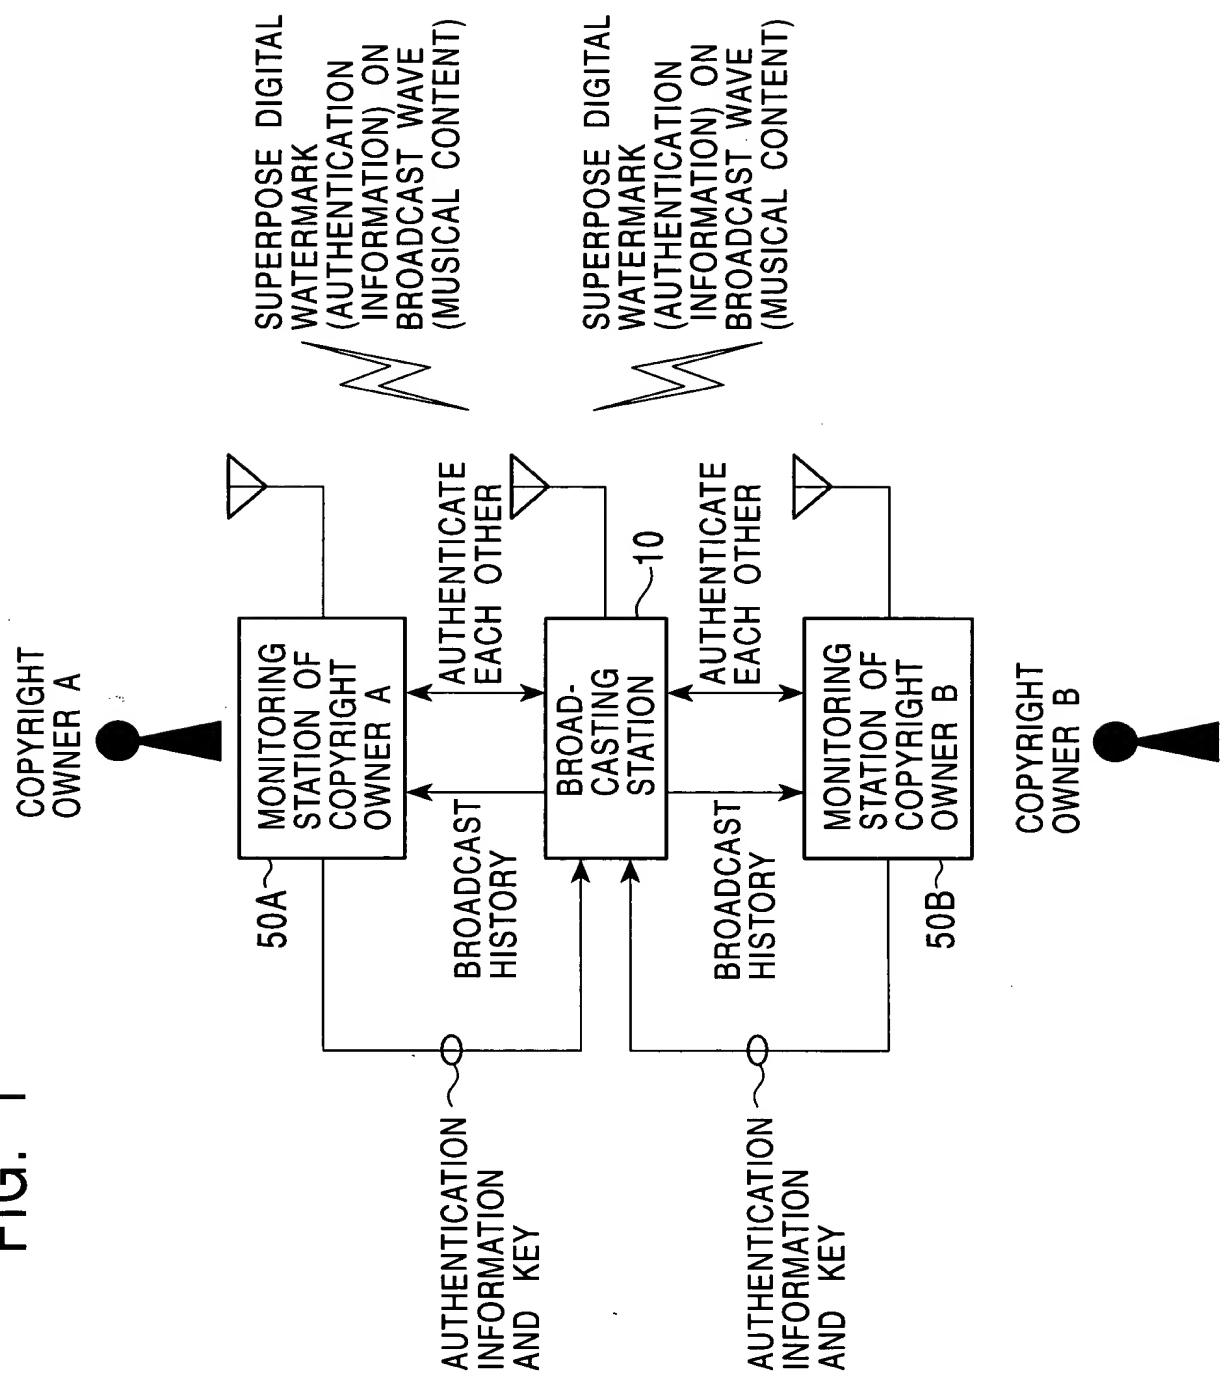 FIG. 1
COPYRIGHT
OWNER A
MONITORING
STATION OF
COPYRIGHT
OWNER A
50A
AUTHENTICATE
EACH OTHER
BROADCAST
HISTORY
SUPERPOSE DIGITAL
WATERMARK
(AUTHENTICATION
INFORMATION) ON
BROADCAST WAVE
(MUSICAL CONTENT)
AUTHENTICATION
INFORMATION
AND KEY
BROAD-
CASTING
STATION
10
SUPERPOSE DIGITAL
WATERMARK
(AUTHENTICATION
INFORMATION) ON
BROADCAST WAVE
(MUSICAL CONTENT)
AUTHENTICATE
EACH OTHER
BROADCAST
HISTORY
AUTHENTICATION
INFORMATION
AND KEY
MONITORING
STATION OF
COPYRIGHT
OWNER B
50B
COPYRIGHT
OWNER B